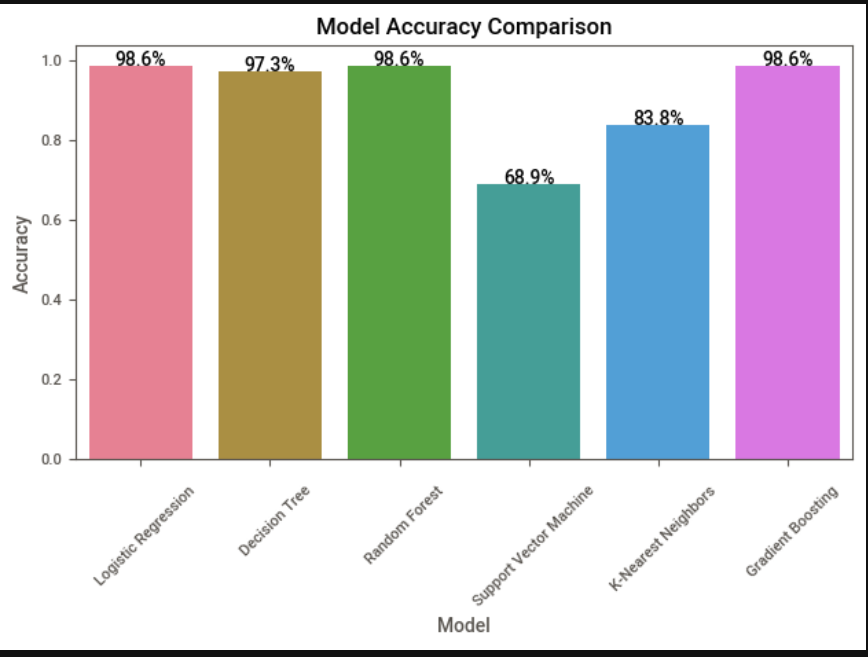 Model Accuracy Comparison
98.6%
97.3%
98.6%
68.9%
83.8%
98.6%
1.0
0.8
0.6
0.4
0.2
0.0
Accuracy
Logistic Regression
Decision Tree
Random Forest
Support Vector Machine
K-Nearest Neighbors
Gradient Boosting
Model